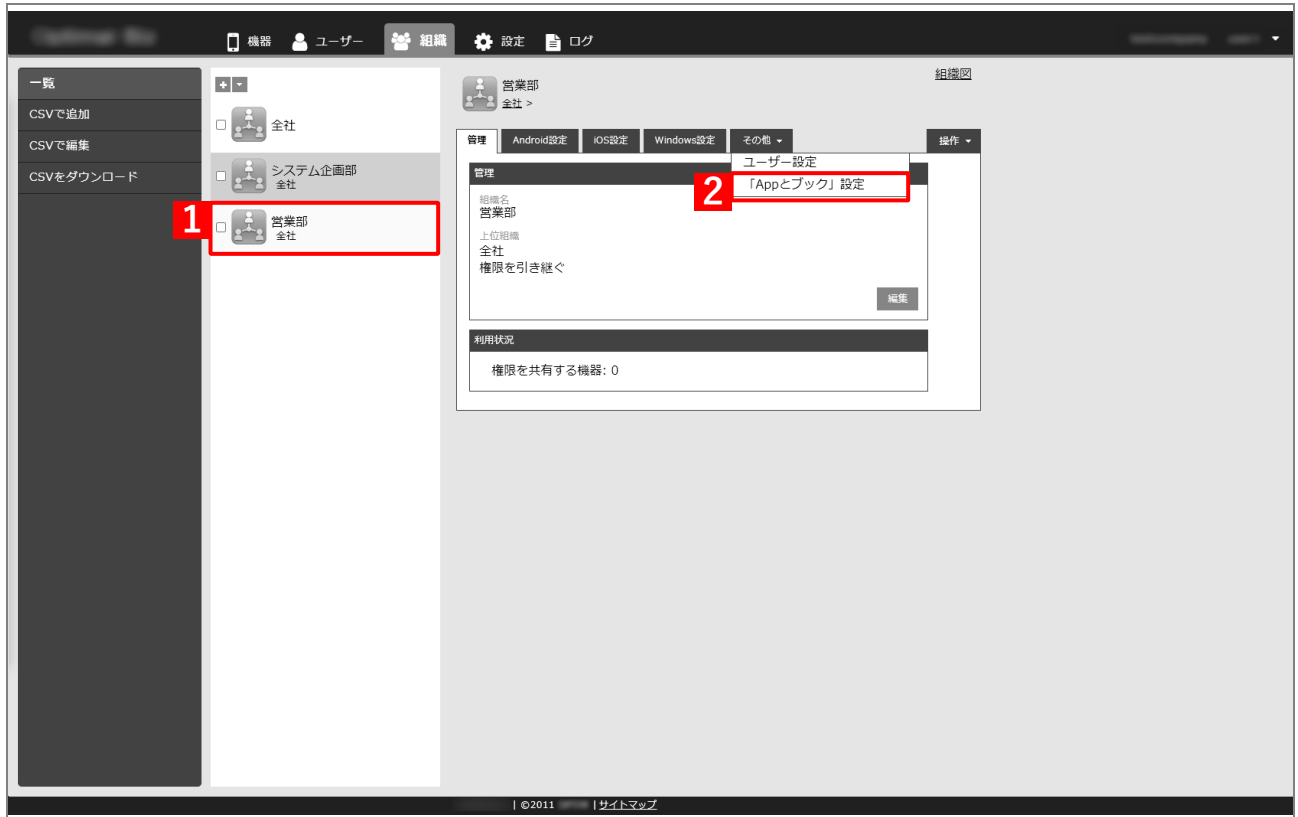 機器
ユーザー
組織
設定
ログ
一覧
CSVで追加
CSVで編集
CSVをダウンロード
+
全社
システム企画部
全社
1
営業部
全社
営業部
全社 >
組織図
管理
Android設定
iOS設定
Windows設定
その他
操作
ユーザー設定
2
「Appとブック」設定
管理
組織名
営業部
上位組織
全社
権限を引き継ぐ
編集
利用状況
権限を共有する機器: 0
| ©2011
| サイトマップ